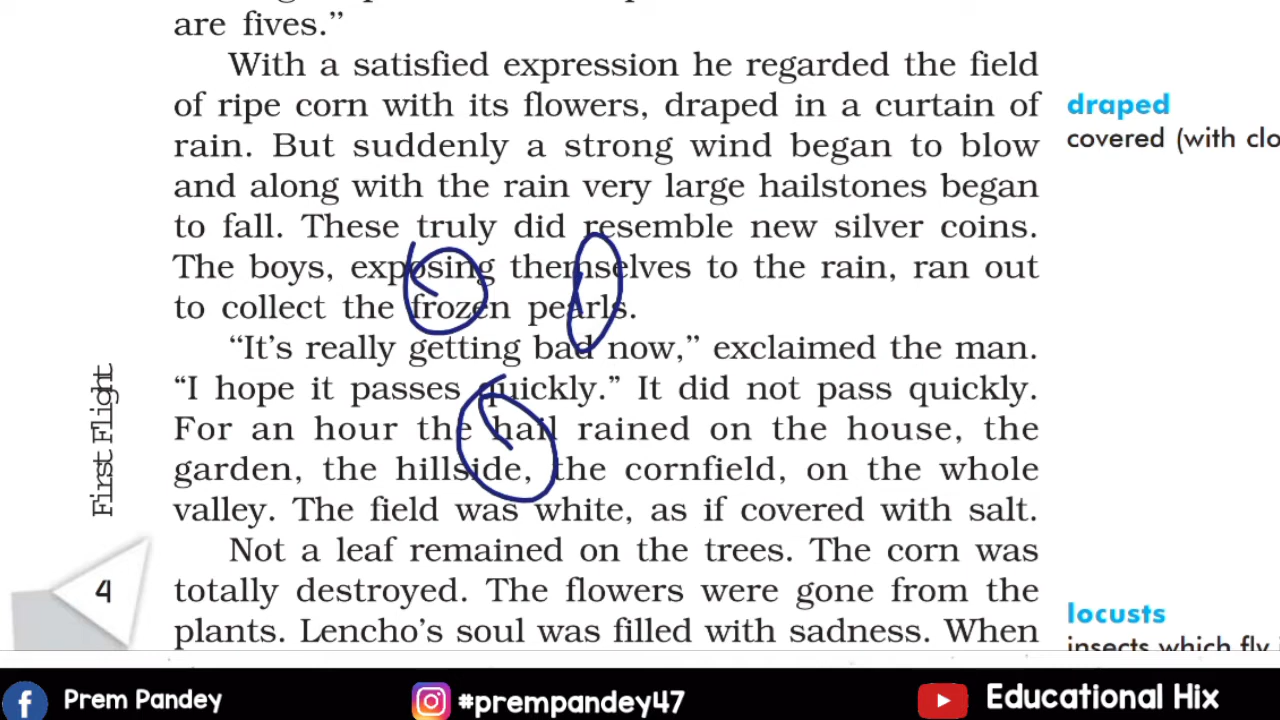 are fives.”
With a satisfied expression he regarded the field
of ripe corn with its flowers, draped in a curtain of
rain. But suddenly a strong wind began to blow
and along with the rain very large hailstones began
to fall. These truly did resemble new silver coins.
The boys, exposing themselves to the rain, ran out
to collect the frozen pearls.
“It’s really getting bad now,” exclaimed the man.
“I hope it passes quickly.” It did not pass quickly.
For an hour the hail rained on the house, the
garden, the hillside, the cornfield, on the whole
valley. The field was white, as if covered with salt.
Not a leaf remained on the trees. The corn was
totally destroyed. The flowers were gone from the
plants. Lencho’s soul was filled with sadness. When
draped
covered (with clo
locusts
insects which fly
First Flight
4
Prem Pandey
#prempandey47
Educational Hix